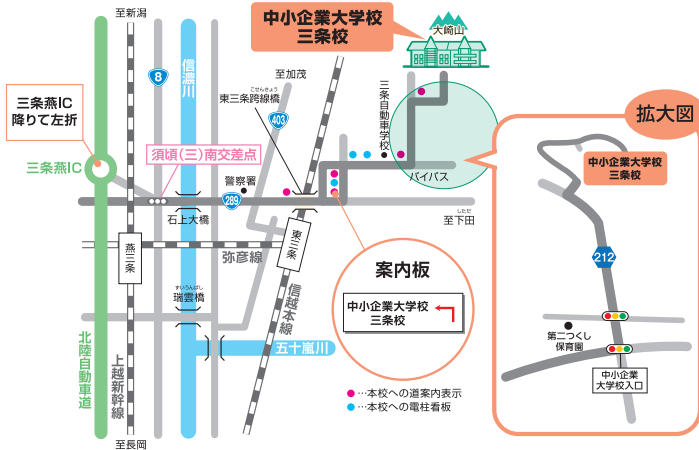 至新潟
8
信濃川
中小企業大学校
三条校
大崎山
至加茂
こせんきょう
東三条跨線橋
403
三条自動車学校
三条燕IC
降りて左折
三条燕IC
須頃(三)南交差点
警察署
289
石上大橋
バイパス
しただ
至下田
燕三条
弥彦線
東三条
ずいうんばし
瑞雲橋
信越本線
五十嵐川
北陸自動車道
上越新幹線
至長岡
案内板
中小企業大学校
三条校
●…本校への道案内表示
●…本校への電柱看板
拡大図
中小企業大学校
三条校
212
第二つくし
保育園
中小企業
大学校入口